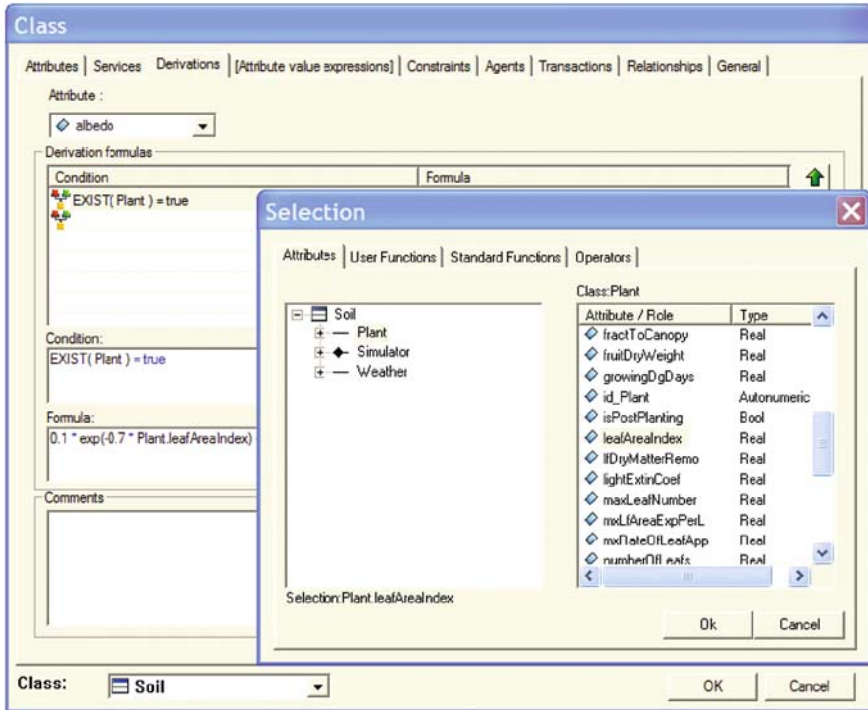 Class
Attributes | Services | Derivations | [Attribute value expressions] | Constraints | Agents | Transactions | Relationships | General |
Attribute :
albedo
Derivation formulas
Condition Formula
EXIST( Plant ) = true
Condition:
EXIST( Plant ) = true
Formula:
0.1 * exp(-0.7 * Plant.leafAreaIndex)
Comments
Selection
Attributes | User Functions | Standard Functions | Operators |
Soil
Plant
Simulator
Weather
Selection:Plant.leafAreaIndex
Class:Plant
Attribute / Role Type
fractToCanopy Real
fruitDryWeight Real
growingDgDays Real
id_Plant Autonumeric
isPostPlanting Bool
leafAreaIndex Real
lfDryMatterRemo Real
lightExtinCoef Real
maxLeafNumber Real
mxLfAreaExpPerL Real
mxRateOfLeafApp Real
numberOfLeafs Real
Ok Cancel
Class: Soil
OK Cancel